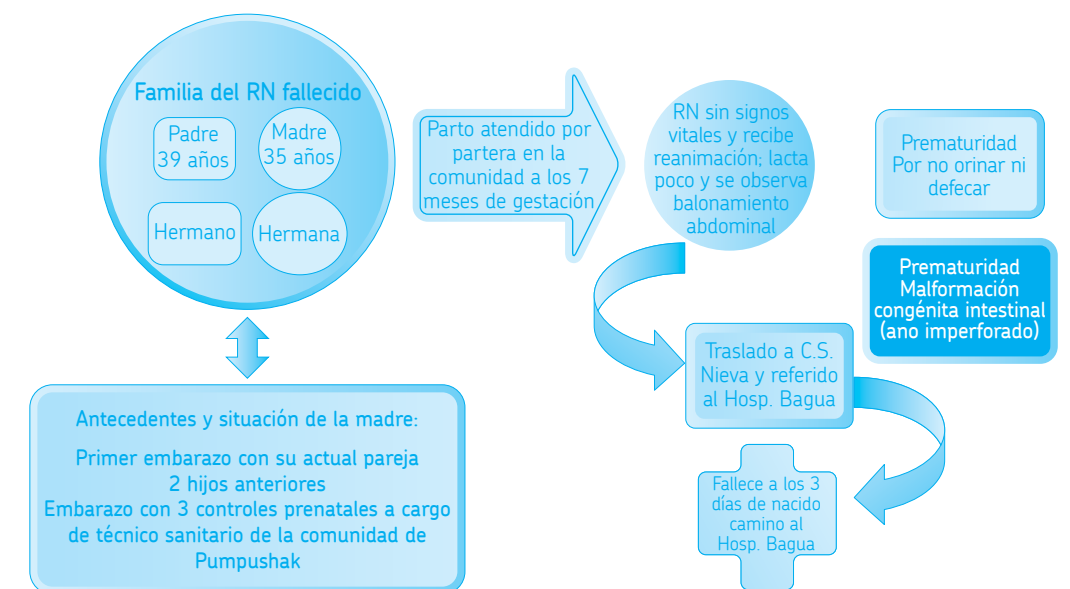 Familia del RN fallecido
Padre
39 años
Madre
35 años
Hermano
Hermana
Parto atendido por
partera en la
comunidad a los 7
meses de gestación
RN sin signos
vitales y recibe
reanimación; lacta
poco y se observa
balonamiento
abdominal
Prematuridad
Por no orinar ni
defecar
Prematuridad
Malformación
congénita intestinal
(ano imperforado)
Traslado a C.S.
Nieva y referido
al Hosp. Bagua
Fallece a los 3
días de nacido
camino al
Hosp. Bagua
Antecedentes y situación de la madre:
Primer embarazo con su actual pareja
2 hijos anteriores
Embarazo con 3 controles prenatales a cargo
de técnico sanitario de la comunidad de
Pumpushak